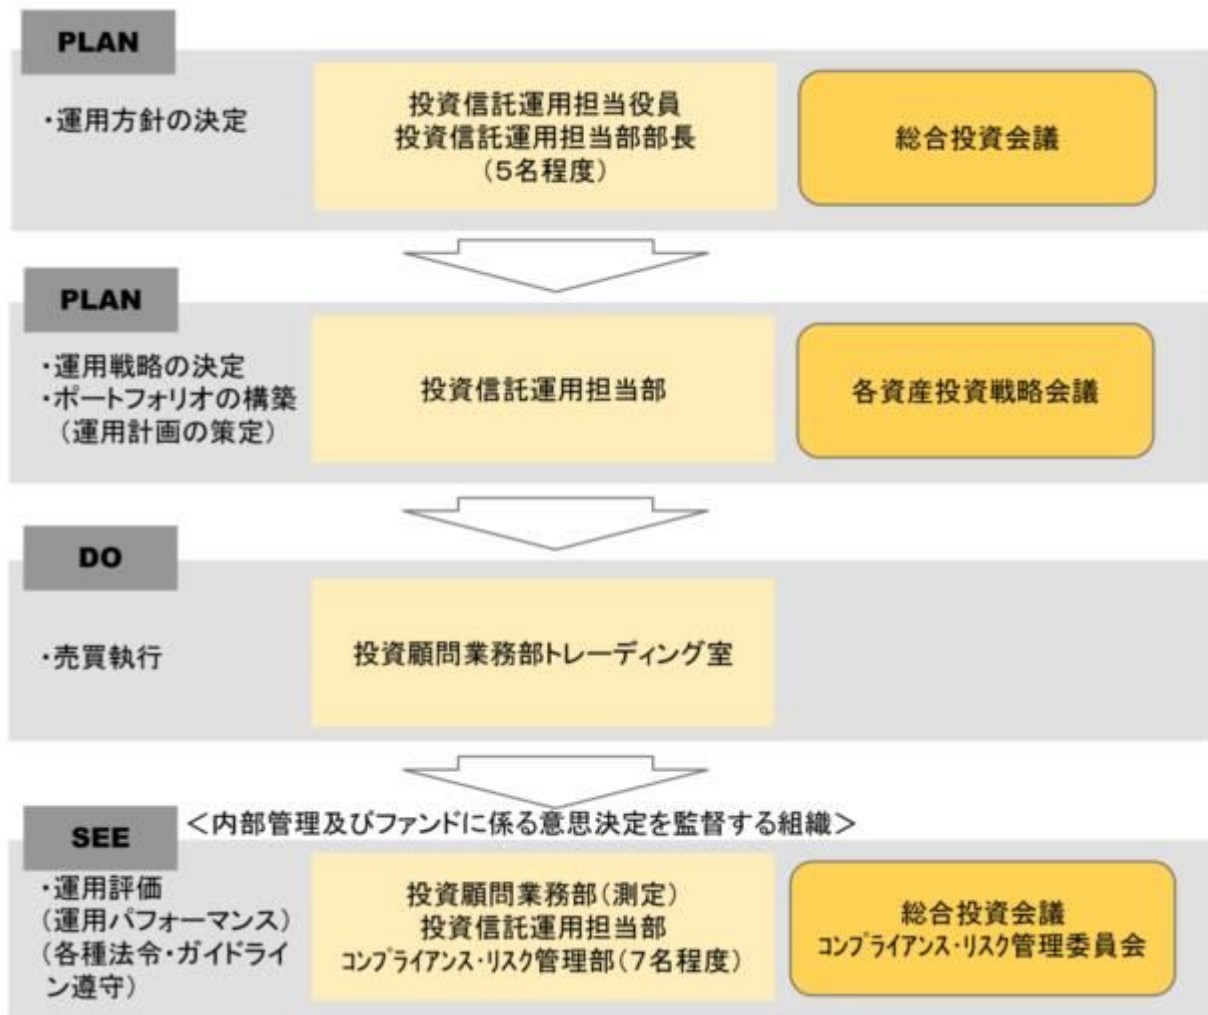 PLAN
・運用方針の決定
投資信託運用担当役員
投資信託運用担当部部長
(5名程度)
総合投資会議
PLAN
・運用戦略の決定
・ポートフォリオの構築
(運用計画の策定)
投資信託運用担当部
各資産投資戦略会議
DO
・売買執行
投資顧問業務部トレーディング室
SEE
＜内部管理及びファンドに係る意思決定を監督する組織＞
・運用評価
(運用パフォーマンス)
(各種法令・ガイドライ
ン遵守)
投資顧問業務部(測定)
投資信託運用担当部
コンプライアンス・リスク管理部(7名程度)
総合投資会議
コンプライアンス・リスク管理委員会